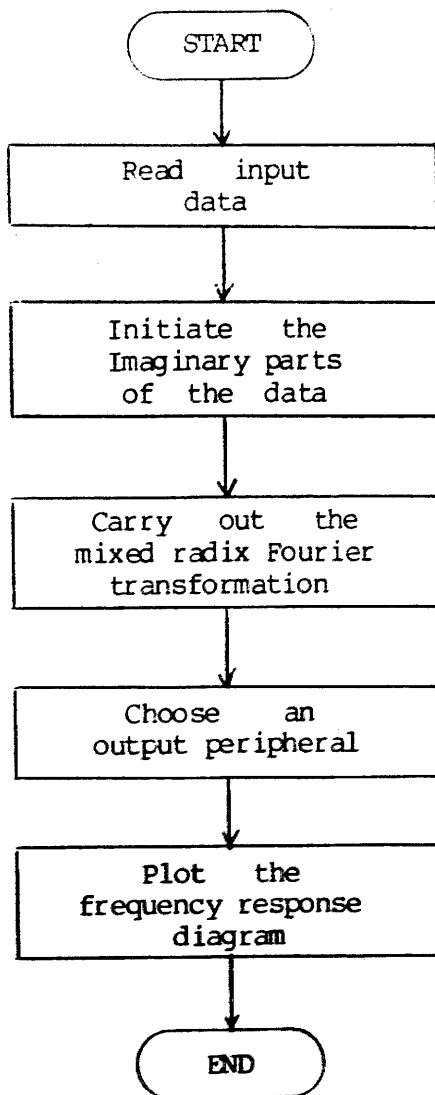 START
Read input
data
Initiate the
Imaginary parts
of the data
Carry out the
mixed radix Fourier
transformation
Choose an
output peripheral
Plot the
frequency response
diagram
END